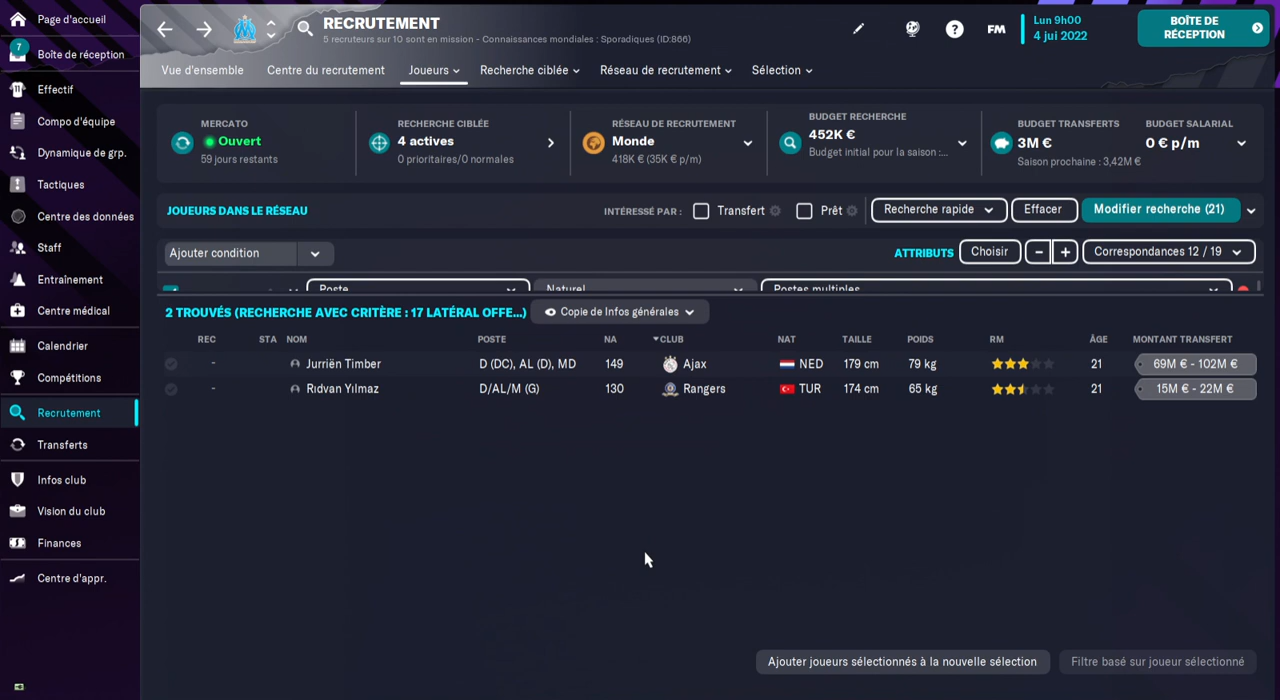 Page d'accueil
7
Boîte de réception
Effectif
Compo d'équipe
Dynamique de grp.
Tactiques
Centre des données
Staff
Entraînement
Centre médical
Calendrier
Compétitions
Recrutement
Transferts
Infos club
Vision du club
Finances
Centre d'appr.
RECRUTEMENT
5 recruteurs sur 10 sont en mission - Connaissances mondiales : Sporadiques (ID:866)
FM
Lun 9h00
4 jui 2022
BOÎTE DE RÉCEPTION
Vue d'ensemble Centre du recrutement Joueurs Recherche ciblée Réseau de recrutement Sélection
MERCATO
Ouvert
59 jours restants
RECHERCHE CIBLÉE
4 actives
0 prioritaires/0 normales
RÉSEAU DE RECRUTEMENT
Monde
418K € (35K € p/m)
BUDGET RECHERCHE
452K €
Budget initial pour la saison :...
BUDGET TRANSFERTS
3M €
Saison prochaine : 3,42M €
BUDGET SALARIAL
0 € p/m
JOUEURS DANS LE RÉSEAU
INTÉRESSÉ PAR : Transfert Prêt Recherche rapide Effacer Modifier recherche (21)
Ajouter condition
ATTRIBUTS Choisir - + Correspondances 12 / 19
Poste Naturel Postes multiples
2 TROUVÉS (RECHERCHE AVEC CRITÈRE : 17 LATÉRAL OFFE...) Copie de Infos générales
REC STA NOM POSTE NA CLUB NAT TAILLE POIDS RM ÂGE MONTANT TRANSFERT
- Jurriën Timber D (DC), AL (D), MD 149 Ajax NED 179 cm 79 kg 21 69M € - 102M €
- Rıdvan Yılmaz D/AL/M (G) 130 Rangers TUR 174 cm 65 kg 21 15M € - 22M €
Ajouter joueurs sélectionnés à la nouvelle sélection Filtre basé sur joueur sélectionné